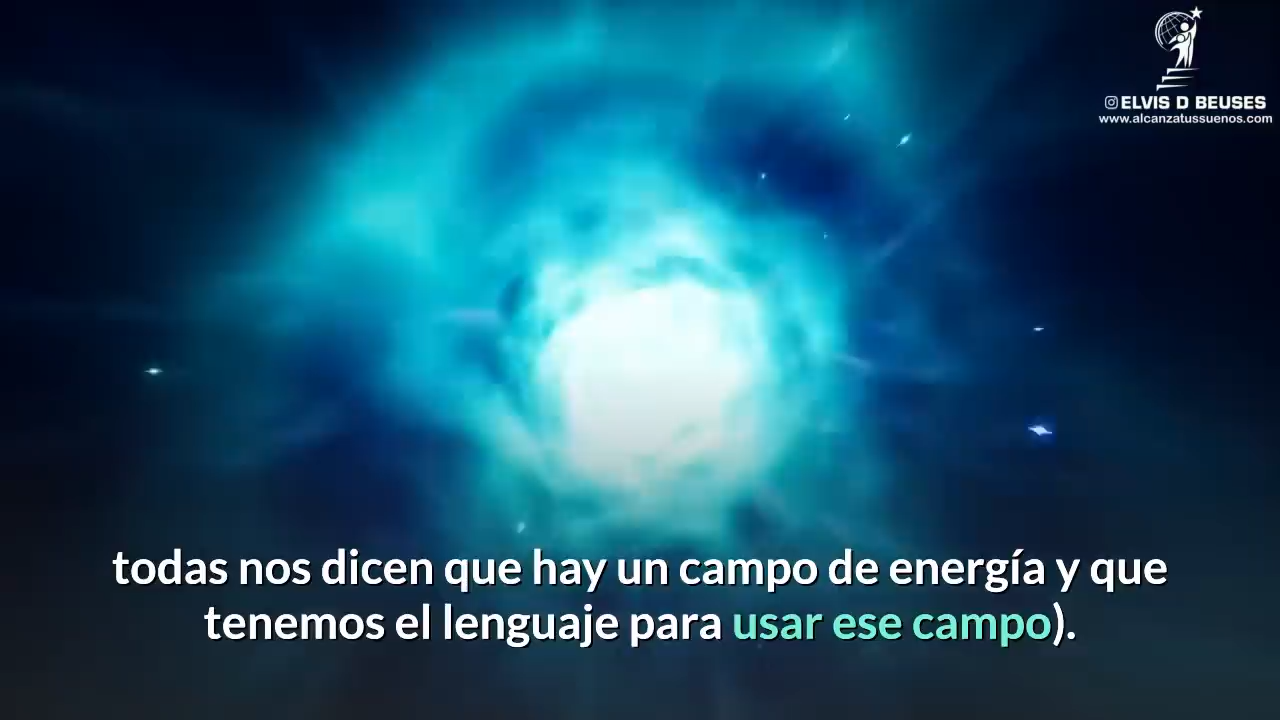 ELVIS D BEUSES
www.alcanzatussuenos.com
todas nos dicen que hay un campo de energía y que
tenemos el lenguaje para usar ese campo).